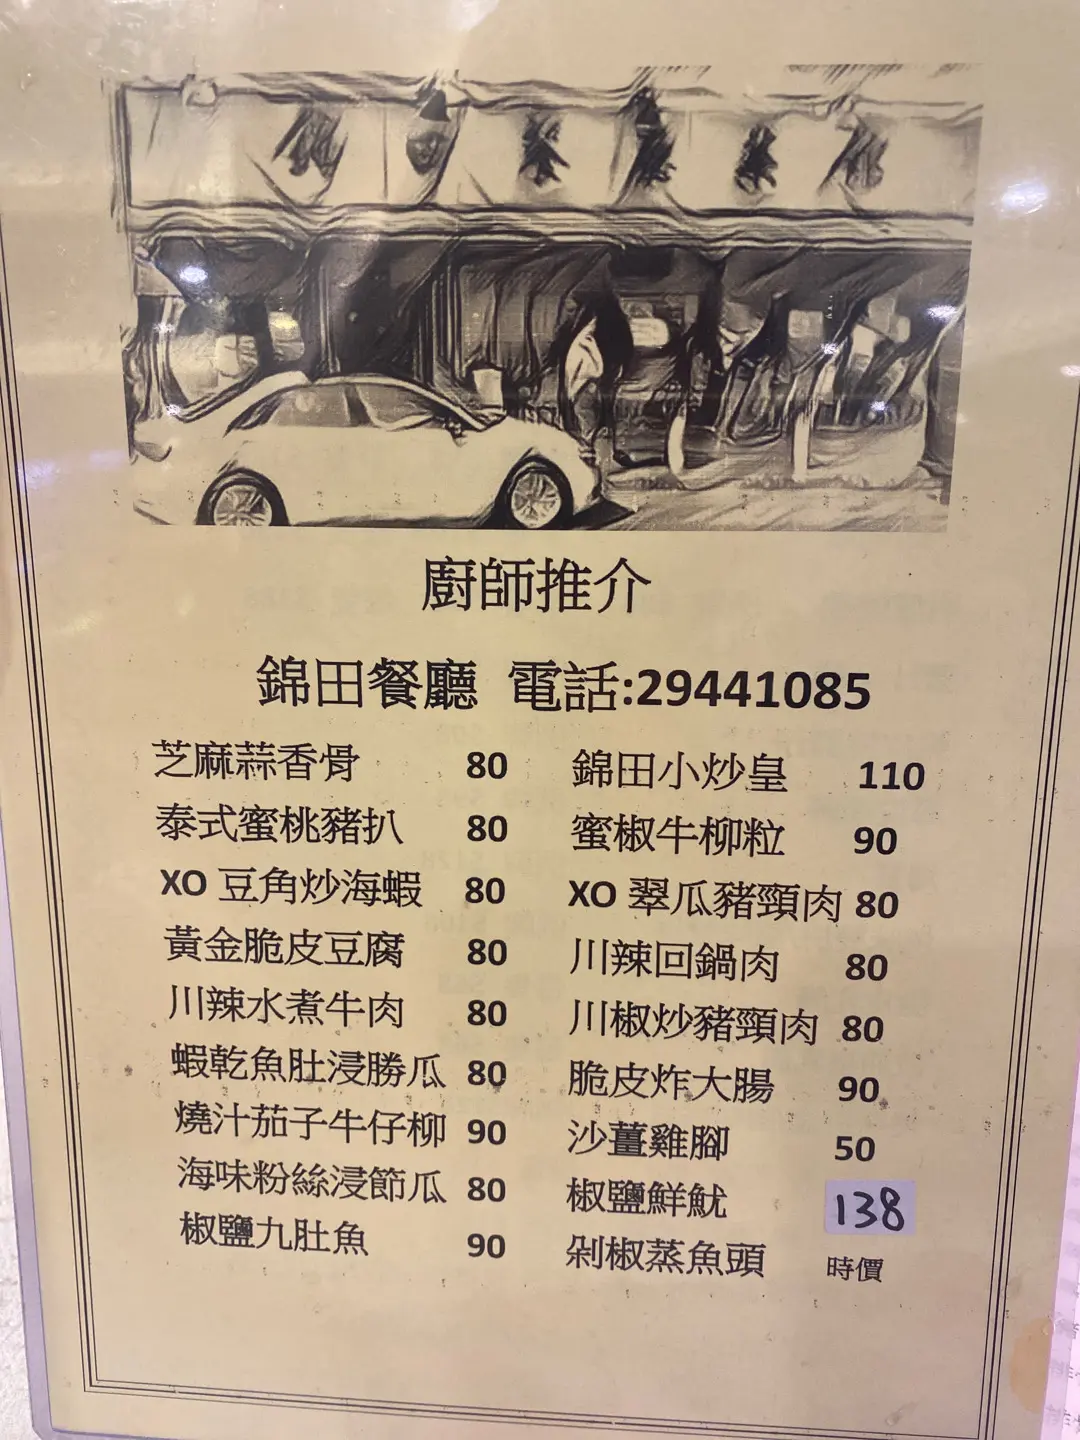 廚師推介
錦田餐廳 電話:29441085
芝麻蒜香骨 80
泰式蜜桃豬扒 80
XO 豆角炒海蝦 80
黃金脆皮豆腐 80
川辣水煮牛肉 80
蝦乾魚肚浸勝瓜 80
燒汁茄子牛仔柳 90
海味粉絲浸節瓜 80
椒鹽九肚魚 90
錦田小炒皇 110
蜜椒牛柳粒 90
XO 翠瓜豬頸肉 80
川辣回鍋肉 80
川椒炒豬頸肉 80
脆皮炸大腸 90
沙薑雞腳 50
椒鹽鮮魷 138
剁椒蒸魚頭 時價